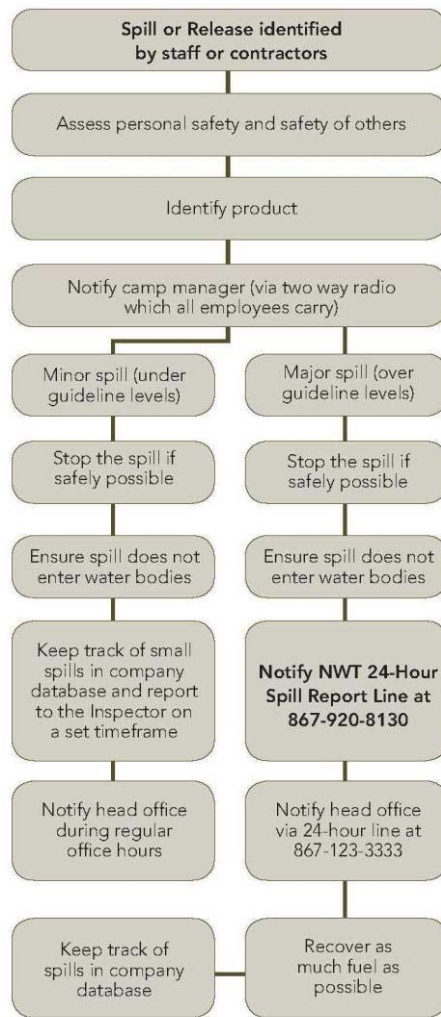 Spill or Release identified
by staff or contractors
Assess personal safety and safety of others
Identify product
Notify camp manager (via two way radio
which all employees carry)
Minor spill (under
guideline levels)
Stop the spill if
safely possible
Ensure spill does not
enter water bodies
Keep track of small
spills in company
database and report
to the Inspector on
a set timeframe
Notify head office
during regular
office hours
Major spill (over
guideline levels)
Stop the spill if
safely possible
Ensure spill does not
enter water bodies
Notify NWT 24-Hour
Spill Report Line at
867-920-8130
Notify head office
via 24-hour line at
867-123-3333
Recover as
much fuel as
possible
Keep track of
spills in company
database